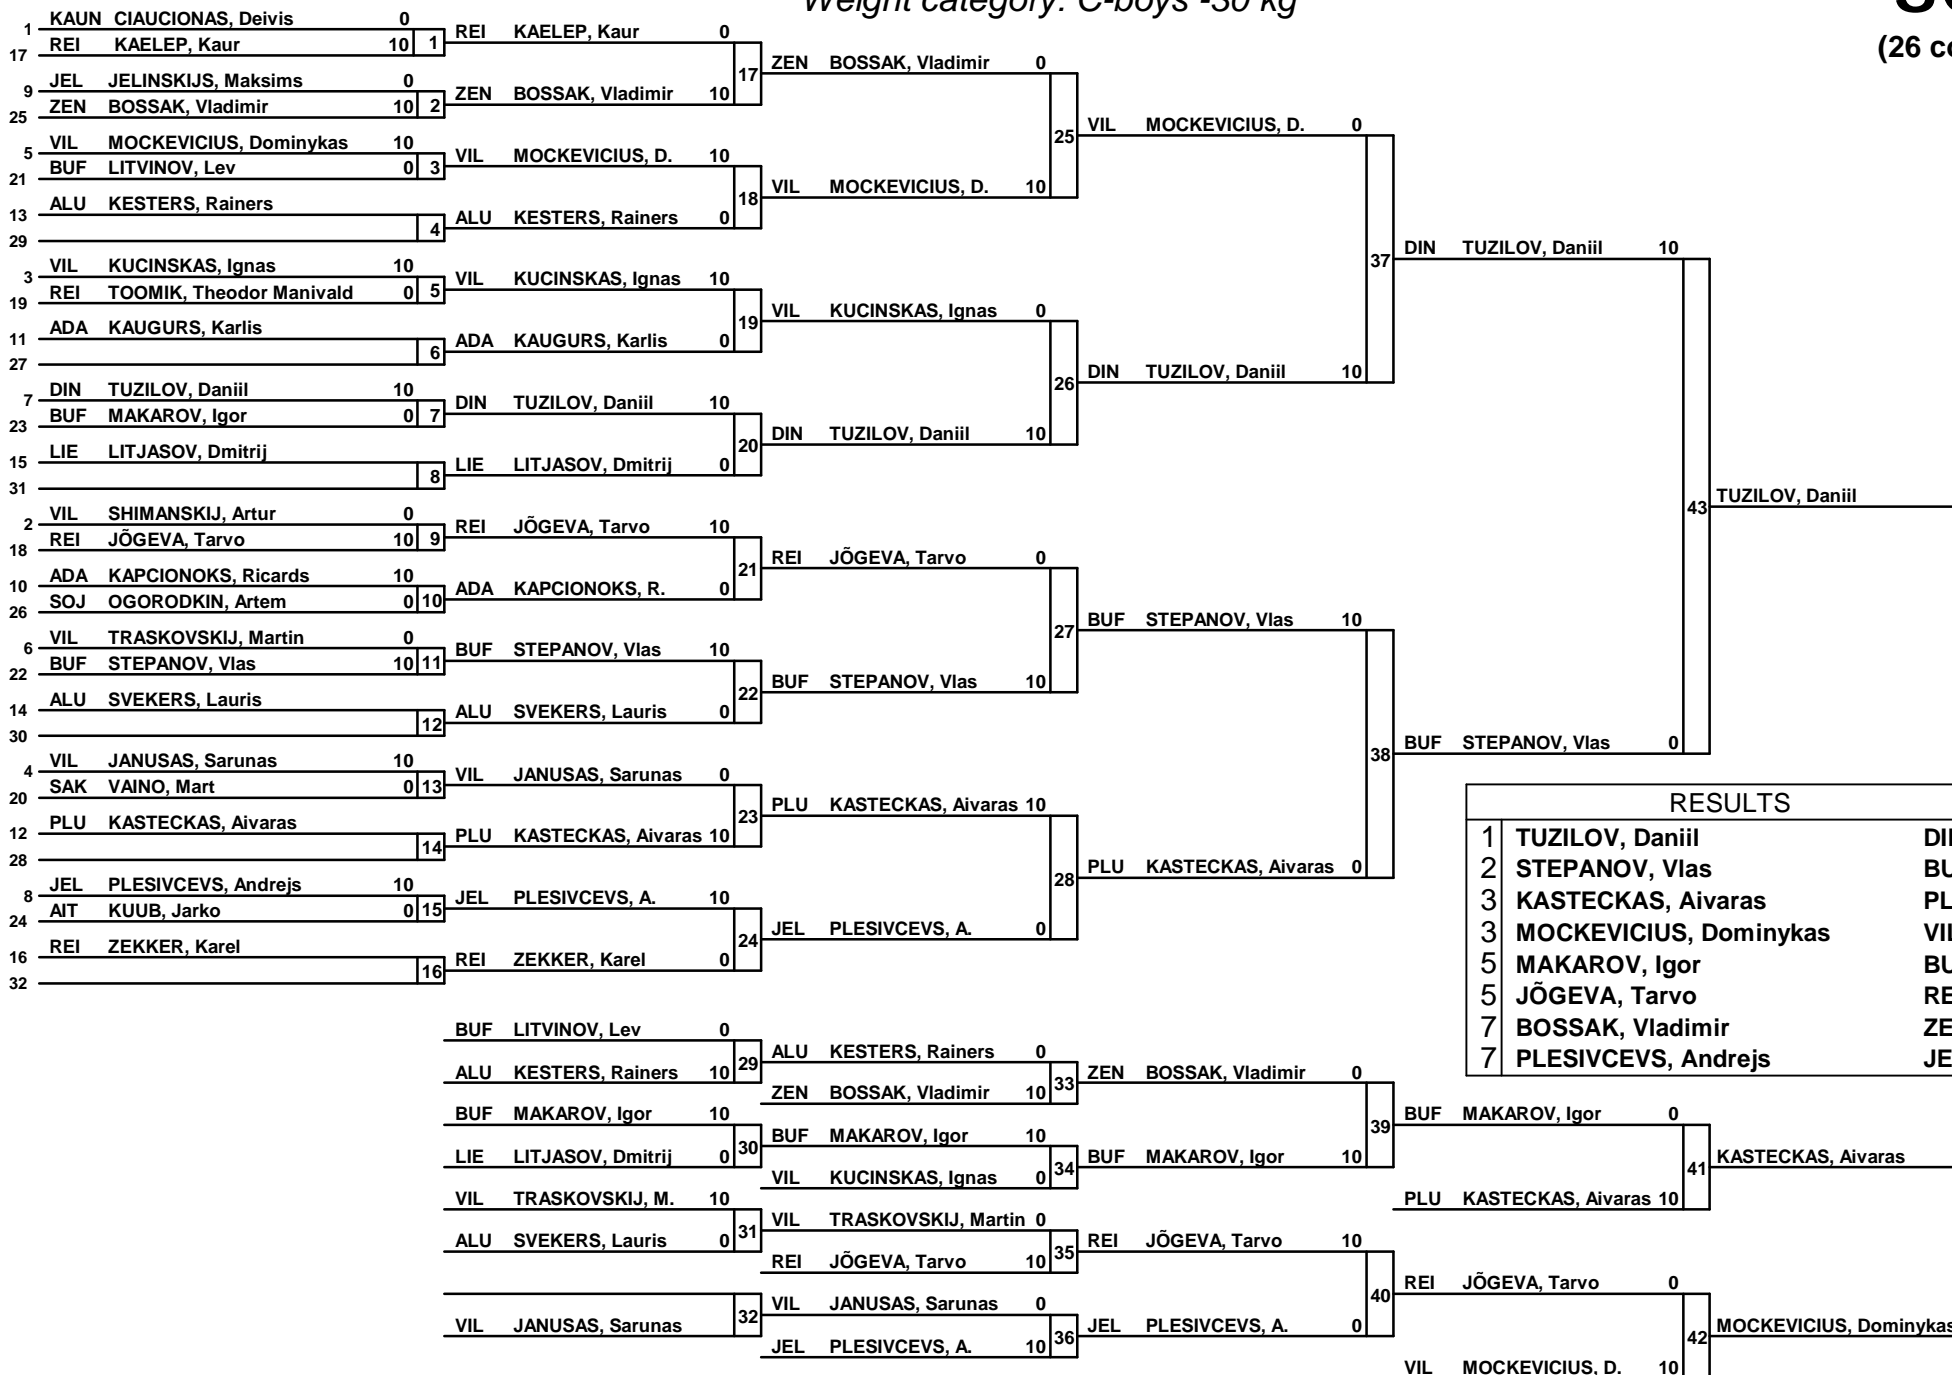 Weight category: C-boys -30 kg
(26 co
1 KAUN CIAUCIONAS, Deivis 0
17 REI KAELEP, Kaur 10 1
9 JEL JELINSKIJS, Maksims 0
25 ZEN BOSSAK, Vladimir 10 2
5 VIL MOCKEVICIUS, Dominykas 10
21 BUF LITVINOV, Lev 0 3
13 ALU KESTERS, Rainers
29 4
3 VIL KUCINSKAS, Ignas 10
19 REI TOOMIK, Theodor Manivald 0 5
11 ADA KAUGURS, Karlis
27 6
7 DIN TUZILOV, Daniil 10
23 BUF MAKAROV, Igor 0 7
15 LIE LITJASOV, Dmitrij
31 8
2 VIL SHIMANSKIJ, Artur 0
18 REI JÕGEVA, Tarvo 10 9
10 ADA KAPCIONOKS, Ricards 10
26 SOJ OGORODKIN, Artem 0 10
6 VIL TRASKOVSKIJ, Martin 0
22 BUF STEPANOV, Vlas 10 11
14 ALU SVEKERS, Lauris
30 12
4 VIL JANUSAS, Sarunas 10
20 SAK VAINO, Mart 0 13
12 PLU KASTECKAS, Aivaras
28 14
8 JEL PLESIVCEVS, Andrejs 10
24 AIT KUUB, Jarko 0 15
16 REI ZEKKER, Karel
32 16
REI KAELEP, Kaur 0
17
ZEN BOSSAK, Vladimir 10
VIL MOCKEVICIUS, D. 10
18
ALU KESTERS, Rainers 0
VIL KUCINSKAS, Ignas 10
19
ADA KAUGURS, Karlis 0
DIN TUZILOV, Daniil 10
20
LIE LITJASOV, Dmitrij 0
REI JÕGEVA, Tarvo 10
21
ADA KAPCIONOKS, R. 0
BUF STEPANOV, Vlas 10
22
ALU SVEKERS, Lauris 0
VIL JANUSAS, Sarunas 0
23
PLU KASTECKAS, Aivaras 10
JEL PLESIVCEVS, A. 10
24
REI ZEKKER, Karel 0
ZEN BOSSAK, Vladimir 0
25
VIL MOCKEVICIUS, D. 10
VIL KUCINSKAS, Ignas 0
26
DIN TUZILOV, Daniil 10
REI JÕGEVA, Tarvo 0
27
BUF STEPANOV, Vlas 10
PLU KASTECKAS, Aivaras 10
28
JEL PLESIVCEVS, A. 0
VIL MOCKEVICIUS, D. 0
37
DIN TUZILOV, Daniil 10
BUF STEPANOV, Vlas 10
38
PLU KASTECKAS, Aivaras 0
DIN TUZILOV, Daniil 10
43
BUF STEPANOV, Vlas 0
TUZILOV, Daniil
RESULTS
1 TUZILOV, Daniil DI
2 STEPANOV, Vlas BU
3 KASTECKAS, Aivaras PL
3 MOCKEVICIUS, Dominykas VIL
5 MAKAROV, Igor BU
5 JÕGEVA, Tarvo RE
7 BOSSAK, Vladimir ZE
7 PLESIVCEVS, Andrejs JE
BUF LITVINOV, Lev 0
29
ALU KESTERS, Rainers 10
BUF MAKAROV, Igor 10
30
LIE LITJASOV, Dmitrij 0
VIL TRASKOVSKIJ, M. 10
31
ALU SVEKERS, Lauris 0
32
VIL JANUSAS, Sarunas
ALU KESTERS, Rainers 0
33
ZEN BOSSAK, Vladimir 10
BUF MAKAROV, Igor 10
34
VIL KUCINSKAS, Ignas 0
VIL TRASKOVSKIJ, Martin 0
35
REI JÕGEVA, Tarvo 10
VIL JANUSAS, Sarunas 0
36
JEL PLESIVCEVS, A. 10
ZEN BOSSAK, Vladimir 0
39
BUF MAKAROV, Igor 10
REI JÕGEVA, Tarvo 10
40
JEL PLESIVCEVS, A. 0
BUF MAKAROV, Igor 0
41
PLU KASTECKAS, Aivaras 10
REI JÕGEVA, Tarvo 0
42
VIL MOCKEVICIUS, D. 10
KASTECKAS, Aivaras
MOCKEVICIUS, Dominykas